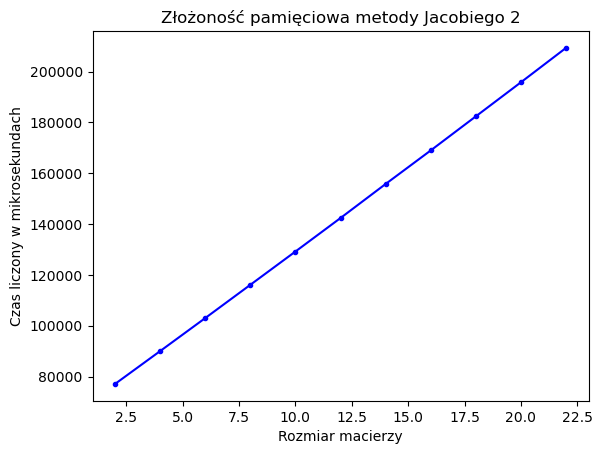 Złożoność pamięciowa metody Jacobiego 2
Czas liczony w mikrosekundach
200000
180000
160000
140000
120000
100000
80000
2.5 5.0 7.5 10.0 12.5 15.0 17.5 20.0 22.5
Rozmiar macierzy